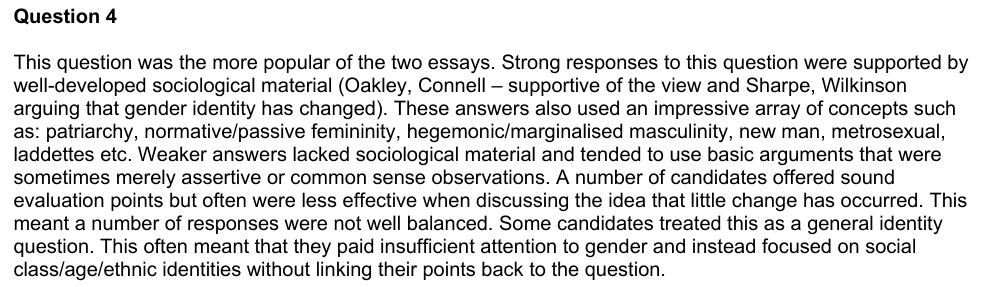 Question 4
This question was the more popular of the two essays. Strong responses to this question were supported by
well-developed sociological material (Oakley, Connell – supportive of the view and Sharpe, Wilkinson
arguing that gender identity has changed). These answers also used an impressive array of concepts such
as: patriarchy, normative/passive femininity, hegemonic/marginalised masculinity, new man, metrosexual,
laddettes etc. Weaker answers lacked sociological material and tended to use basic arguments that were
sometimes merely assertive or common sense observations. A number of candidates offered sound
evaluation points but often were less effective when discussing the idea that little change has occurred. This
meant a number of responses were not well balanced. Some candidates treated this as a general identity
question. This often meant that they paid insufficient attention to gender and instead focused on social
class/age/ethnic identities without linking their points back to the question.